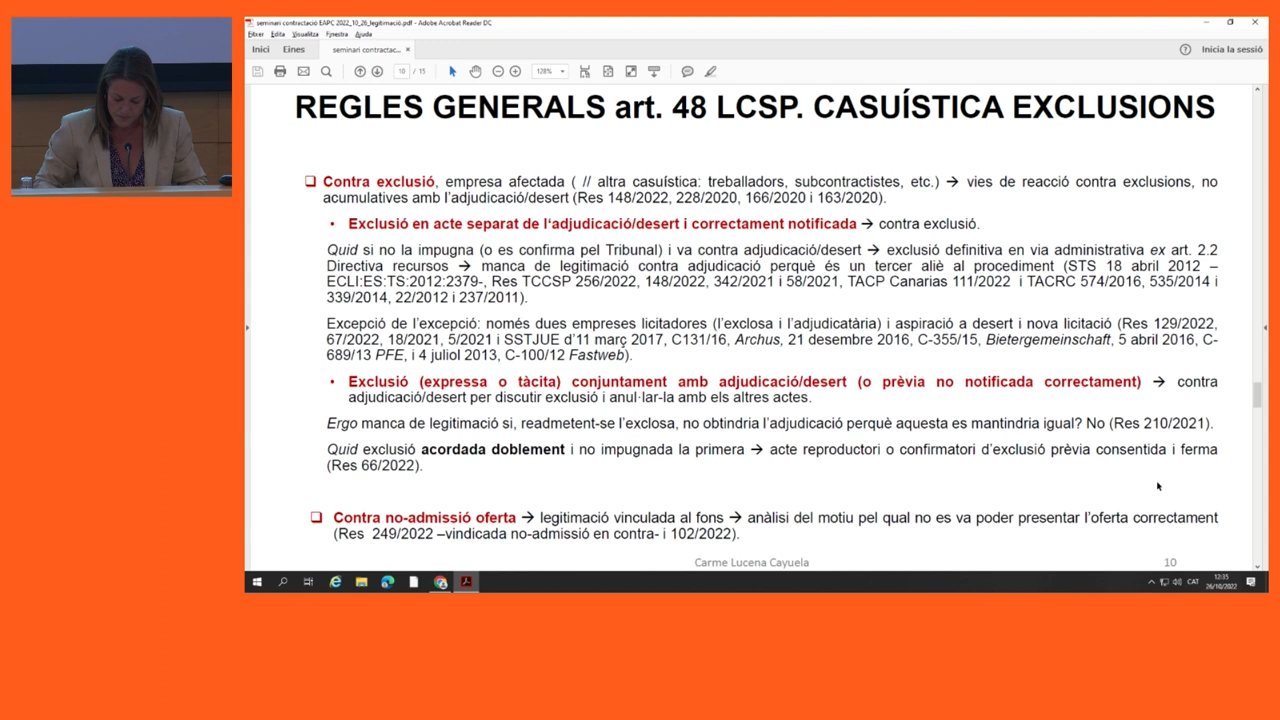 seminari contractació EAPC 2022_10_26_legitimació.pdf - Adobe Acrobat Reader DC
Fitxer Edita Visualitza Finestra Ajuda
Inici Eines seminari contractac... × Inicia la sessió
10 / 15 128%
REGLES GENERALS art. 48 LCSP. CASUÍSTICA EXCLUSIONS
Contra exclusió, empresa afectada ( // altra casuística: treballadors, subcontractistes, etc.) → vies de reacció contra exclusions, no
acumulatives amb l’adjudicació/desert (Res 148/2022, 228/2020, 166/2020 i 163/2020).
• Exclusió en acte separat de l‘adjudicació/desert i correctament notificada → contra exclusió.
Quid si no la impugna (o es confirma pel Tribunal) i va contra adjudicació/desert → exclusió definitiva en via administrativa ex art. 2.2
Directiva recursos → manca de legitimació contra adjudicació perquè és un tercer aliè al procediment (STS 18 abril 2012 –
ECLI:ES:TS:2012:2379-, Res TCCSP 256/2022, 148/2022, 342/2021 i 58/2021, TACP Canarias 111/2022 i TACRC 574/2016, 535/2014 i
339/2014, 22/2012 i 237/2011).
Excepció de l’excepció: només dues empreses licitadores (l’exclosa i l’adjudicatària) i aspiració a desert i nova licitació (Res 129/2022,
67/2022, 18/2021, 5/2021 i SSTJUE d’11 març 2017, C131/16, Archus, 21 desembre 2016, C-355/15, Bietergemeinschaft, 5 abril 2016, C-
689/13 PFE, i 4 juliol 2013, C-100/12 Fastweb).
• Exclusió (expressa o tàcita) conjuntament amb adjudicació/desert (o prèvia no notificada correctament) → contra
adjudicació/desert per discutir exclusió i anul·lar-la amb els altres actes.
Ergo manca de legitimació si, readmetent-se l’exclosa, no obtindria l’adjudicació perquè aquesta es mantindria igual? No (Res 210/2021).
Quid exclusió acordada doblement i no impugnada la primera → acte reproductori o confirmatori d’exclusió prèvia consentida i ferma
(Res 66/2022).
Contra no-admissió oferta → legitimació vinculada al fons → anàlisi del motiu pel qual no es va poder presentar l’oferta correctament
(Res 249/2022 –vindicada no-admissió en contra- i 102/2022).
Carme Lucena Cayuela 10
CAT 12:35
26/10/2022